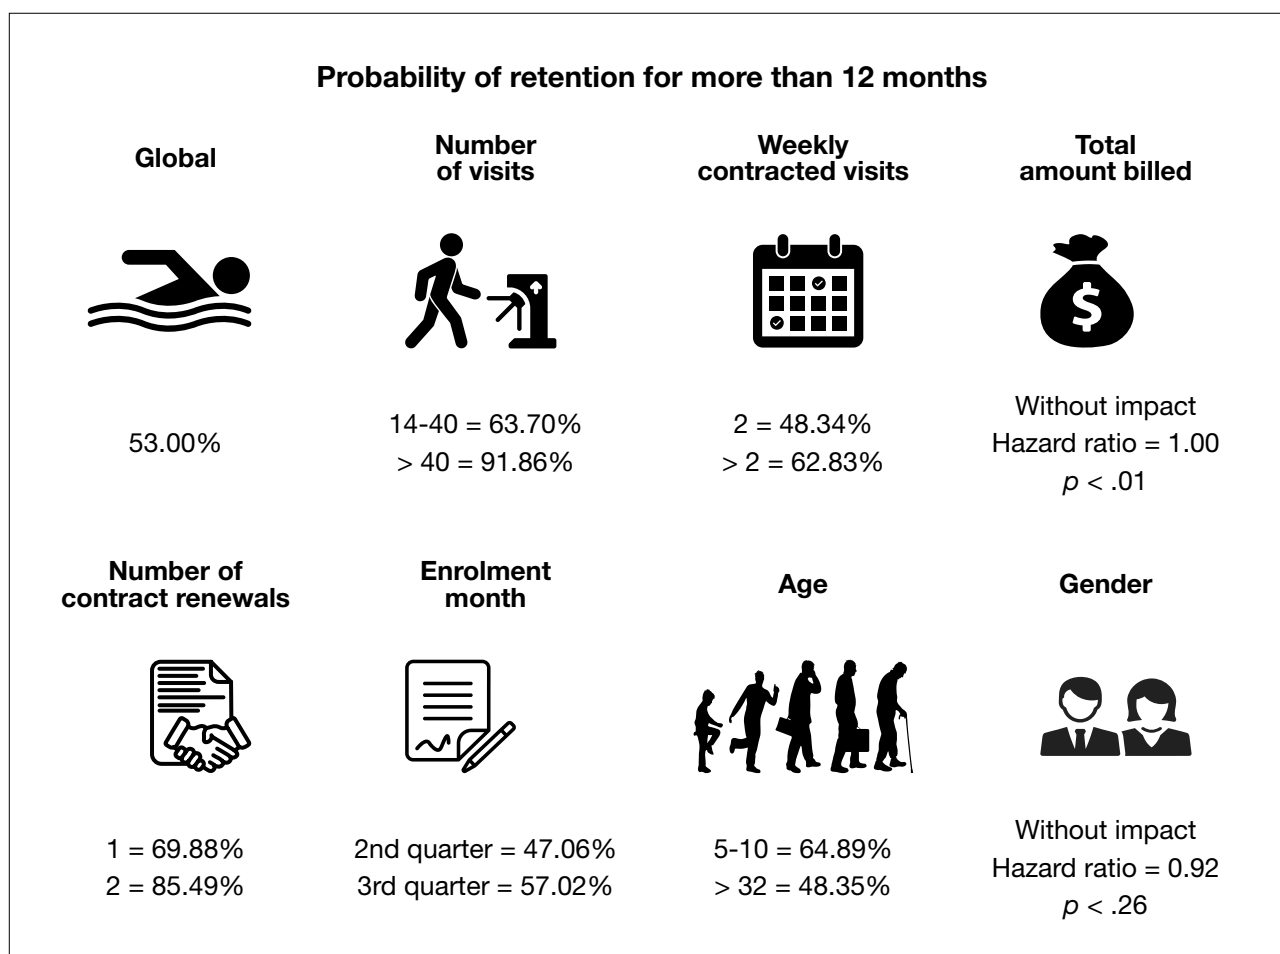 Probability of retention for more than 12 months
Global
Number
of visits
Weekly
contracted visits
Total
amount billed
$
53.00%
14-40 = 63.70%
> 40 = 91.86%
2 = 48.34%
> 2 = 62.83%
Without impact
Hazard ratio = 1.00
p < .01
Number of
contract renewals
Enrolment
month
Age
Gender
1 = 69.88%
2 = 85.49%
2nd quarter = 47.06%
3rd quarter = 57.02%
5-10 = 64.89%
> 32 = 48.35%
Without impact
Hazard ratio = 0.92
p < .26